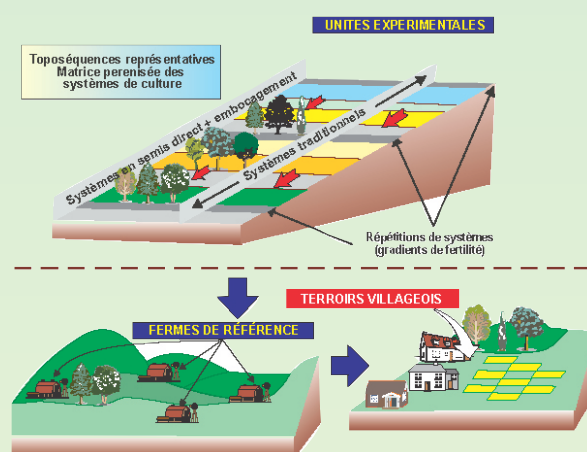 UNITES EXPERIMENTALES
Toposéquences représentatives
Matrice perenisée des
systèmes de culture
Systèmes en semis direct + embocagement
Systèmes traditionnels
Répétitions de systèmes
(gradients de fertilité)
TERROIRS VILLAGEOIS
FERMES DE RÉFÉRENCE